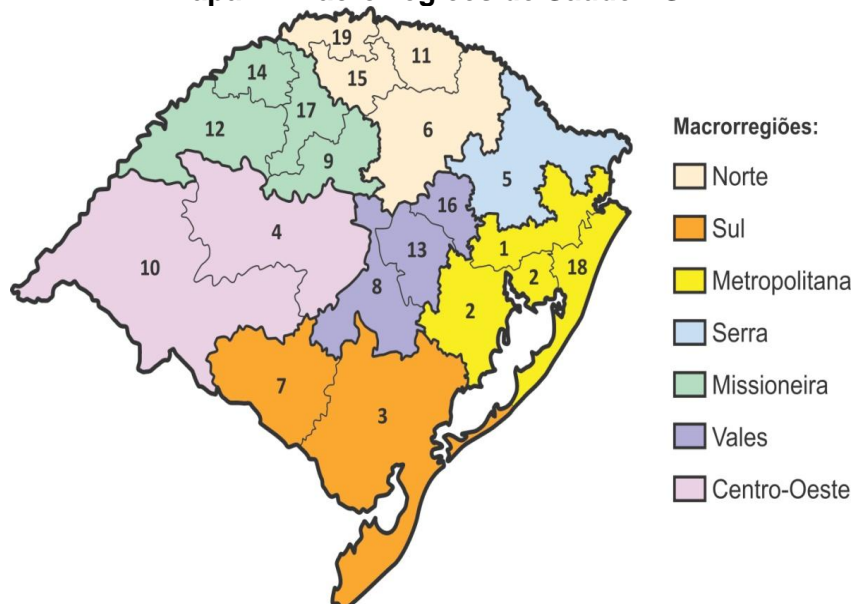 19
11
14
15
17
12
6
9
5
16
4
1
13
10
2
18
8
2
7
3
Macrorregiões:
Norte
Sul
Metropolitana
Serra
Missioneira
Vales
Centro-Oeste